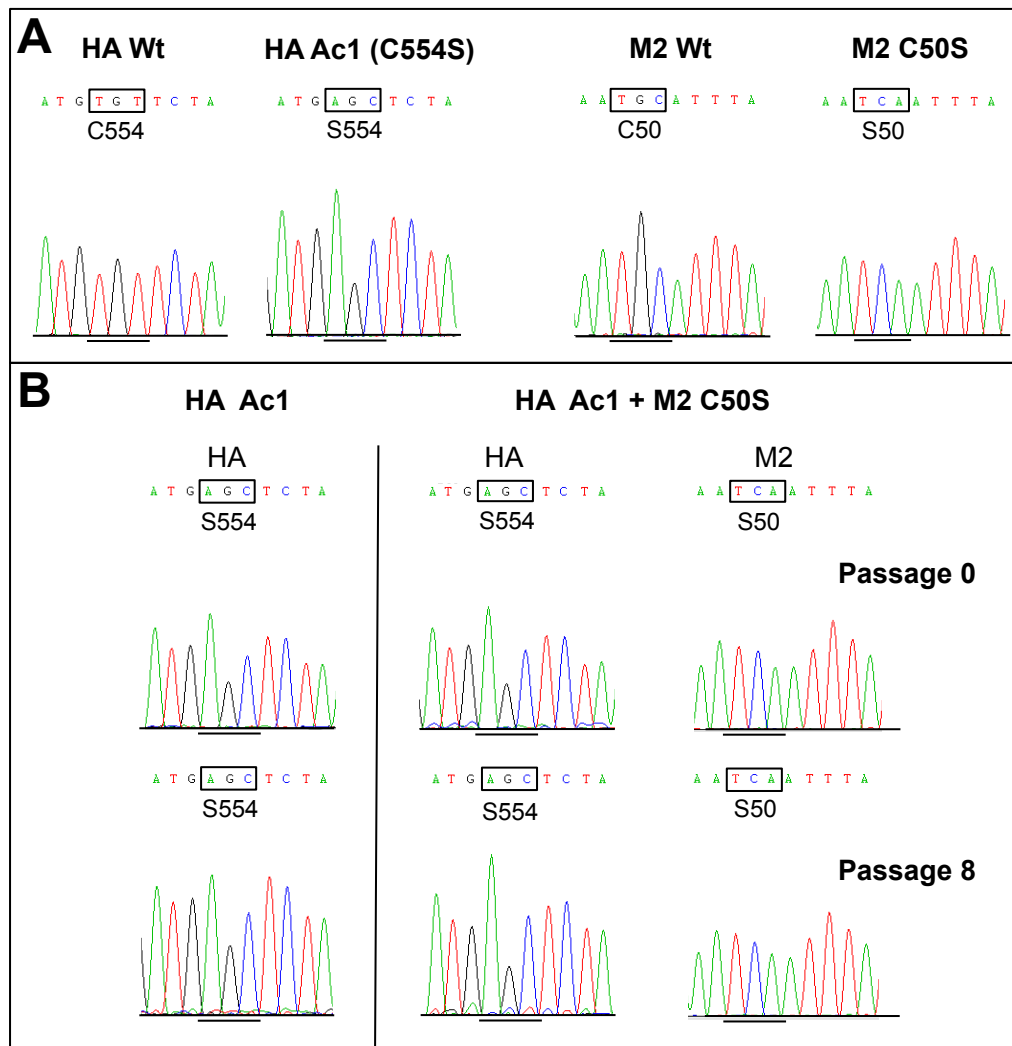 A
HA Wt HA Ac1 (C554S) M2 Wt M2 C50S
A T G T G T T C T A A T G A G C T C T A A A T G C A T T T A A A T C A A T T T A
C554 S554 C50 S50
B
HA Ac1 HA Ac1 + M2 C50S
HA HA M2
A T G A G C T C T A A T G A G C T C T A A A T C A A T T T A
S554 S554 S50
Passage 0
A T G A G C T C T A A T G A G C T C T A A A T C A A T T T A
S554 S554 S50
Passage 8